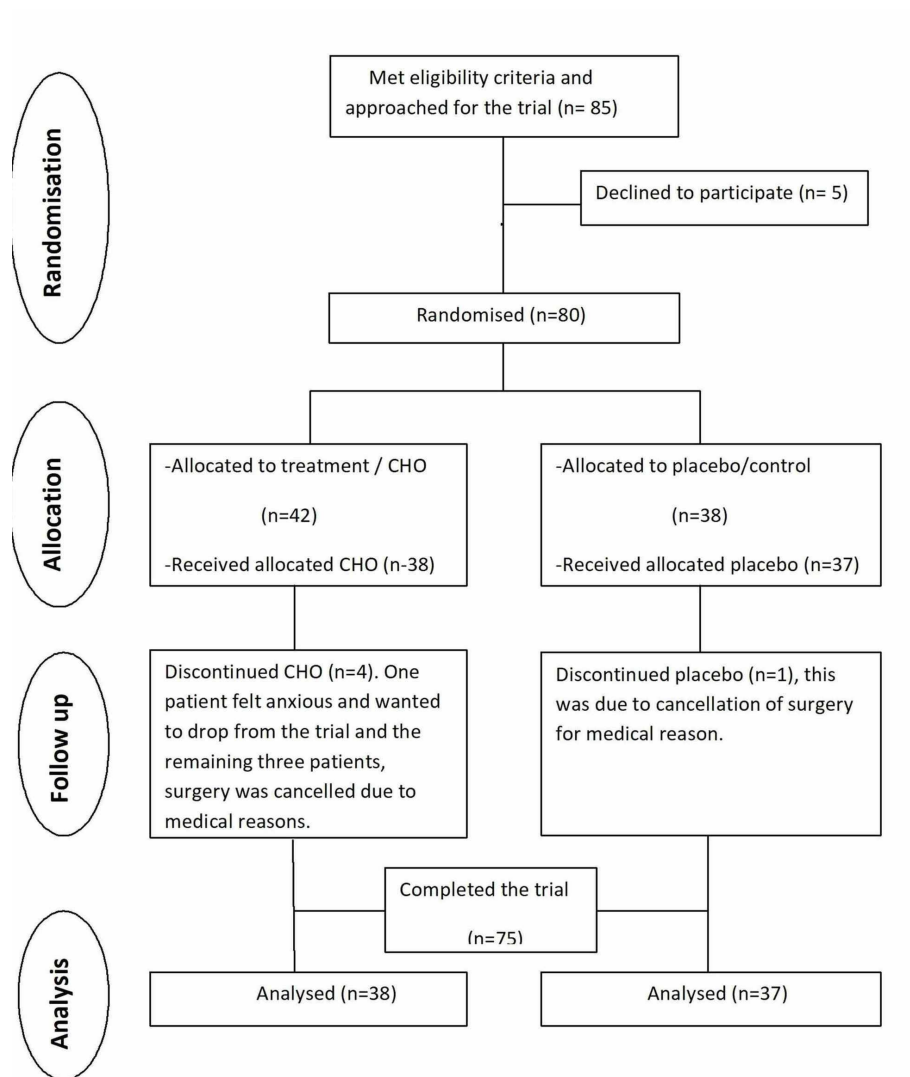 Met eligibility criteria and
approached for the trial (n= 85)
Randomisation
Declined to participate (n= 5)
Randomised (n=80)
Allocation
-Allocated to treatment / CHO
(n=42)
-Received allocated CHO (n-38)
-Allocated to placebo/control
(n=38)
-Received allocated placebo (n=37)
Follow up
Discontinued CHO (n=4). One
patient felt anxious and wanted
to drop from the trial and the
remaining three patients,
surgery was cancelled due to
medical reasons.
Discontinued placebo (n=1), this
was due to cancellation of surgery
for medical reason.
Completed the trial
(n=75)
Analysis
Analysed (n=38)
Analysed (n=37)